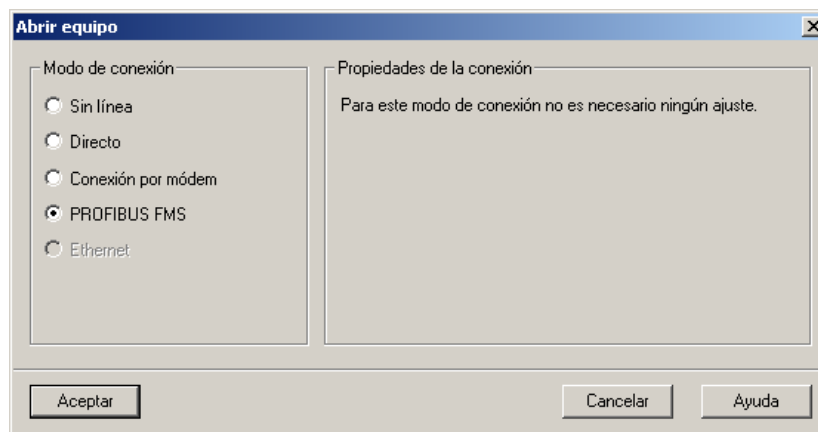 Abrir equipo
Modo de conexión
Sin línea
Directo
Conexión por módem
PROFIBUS FMS
Ethernet
Propiedades de la conexión
Para este modo de conexión no es necesario ningún ajuste.
Aceptar
Cancelar
Ayuda